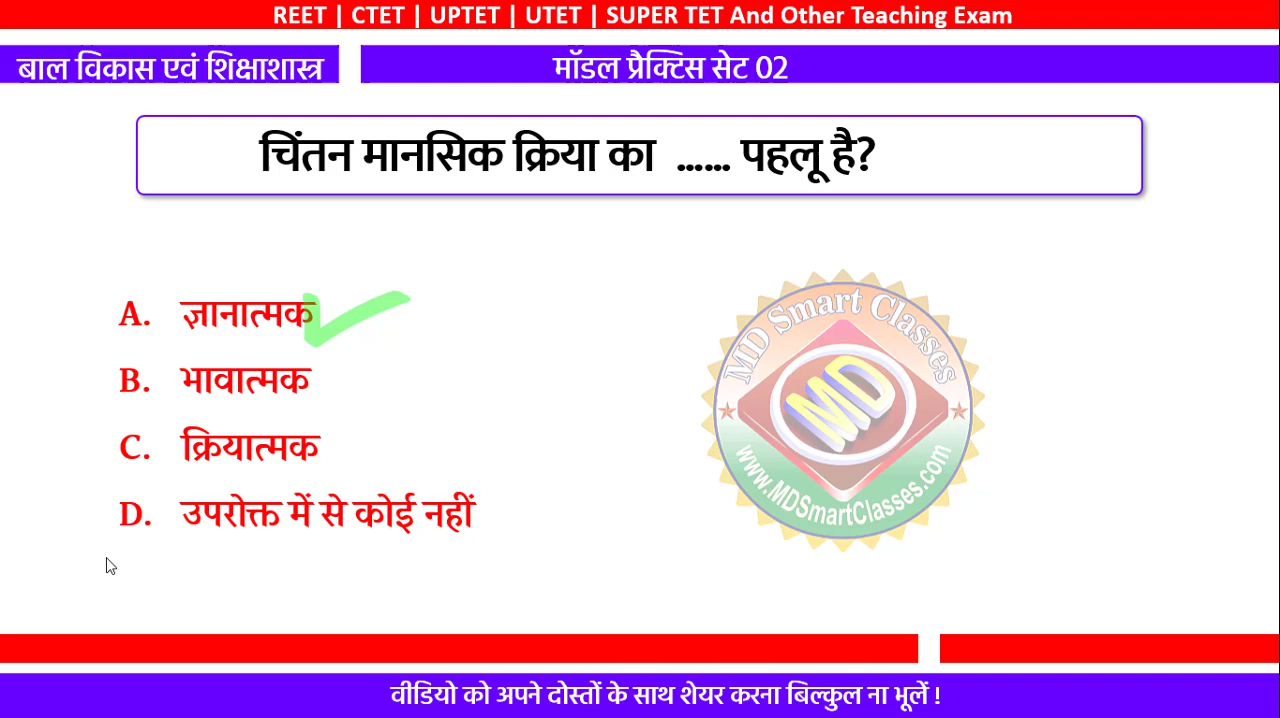 REET | CTET | UPTET | UTET | SUPER TET And Other Teaching Exam
बाल विकास एवं शिक्षाशास्त्र
मॉडल प्रैक्टिस सेट 02
चिंतन मानसिक क्रिया का ...... पहलू है?
A. ज्ञानात्मक
B. भावात्मक
C. क्रियात्मक
D. उपरोक्त में से कोई नहीं
MD Smart Classes
MD
www.MDSmartClasses.com
वीडियो को अपने दोस्तों के साथ शेयर करना बिल्कुल ना भूलें !